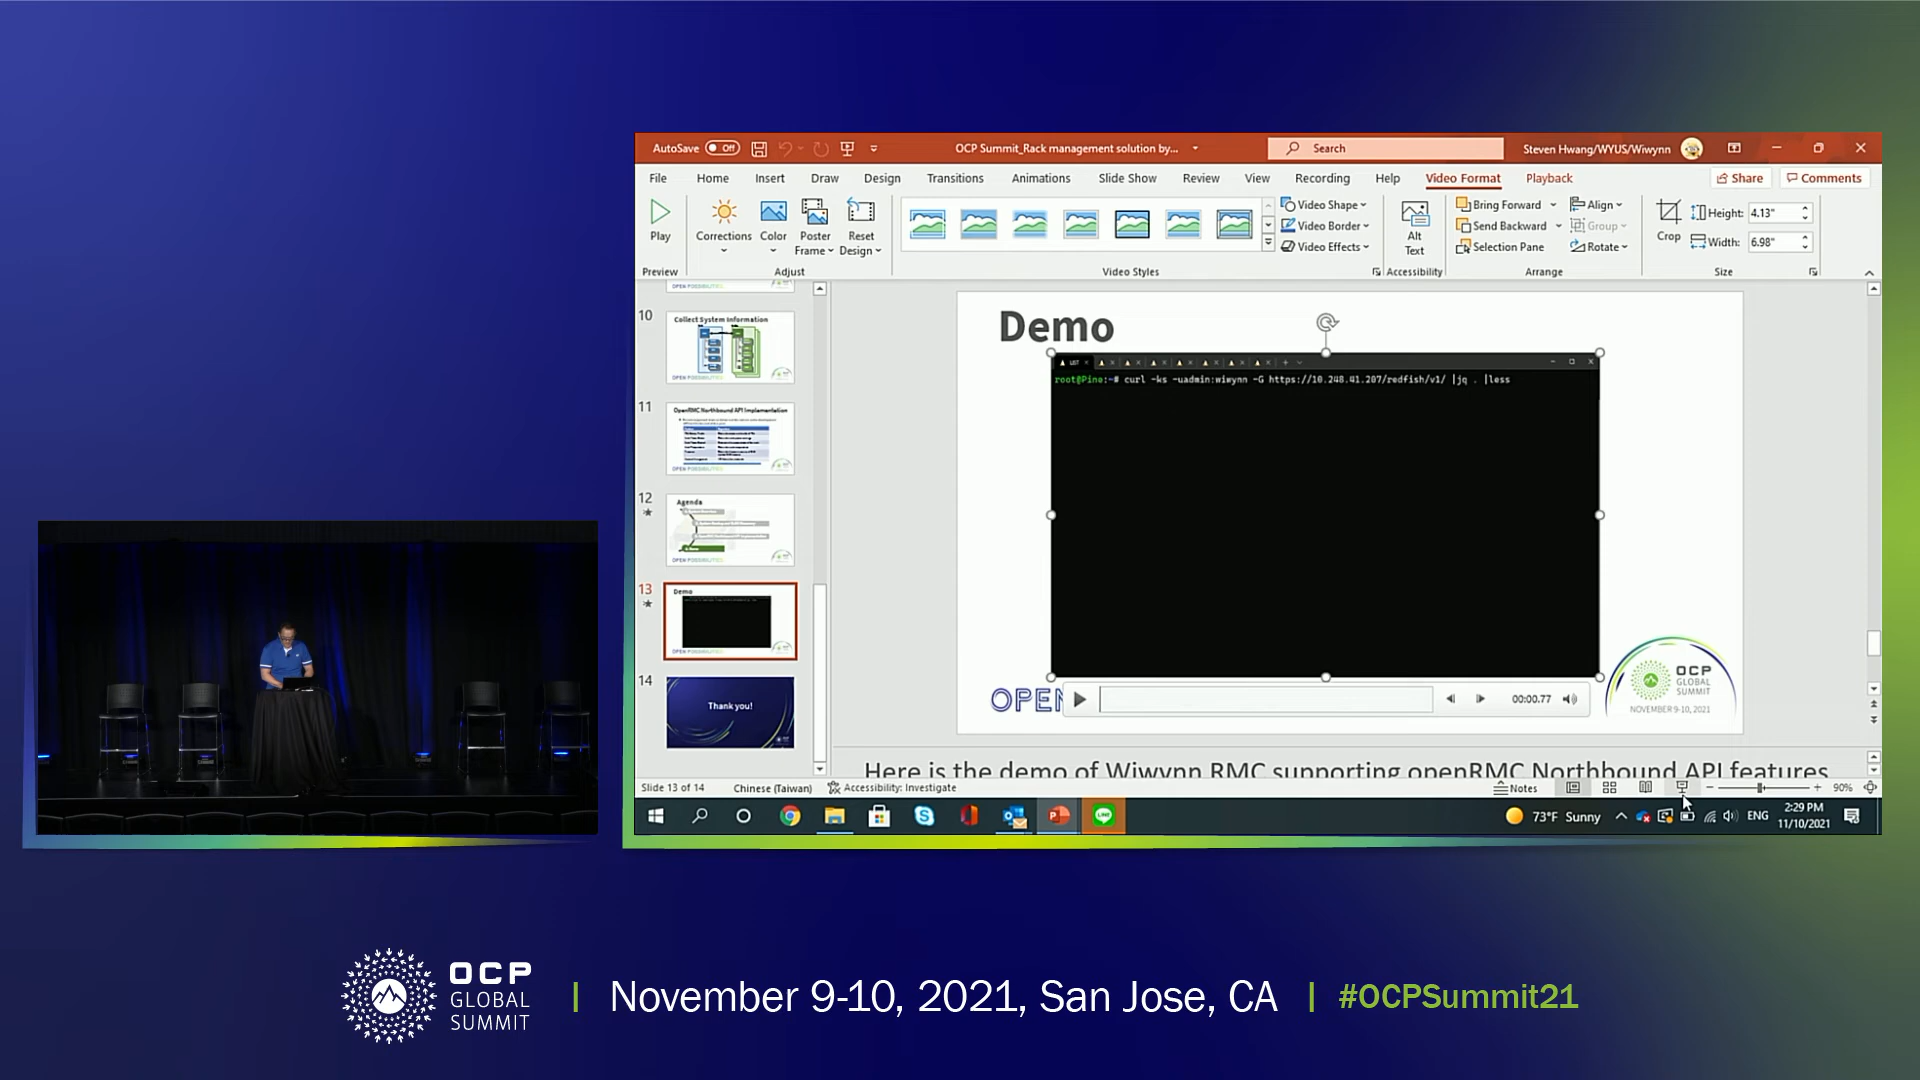 AutoSave Off
OCP Summit_Rack management solution by...
Search
Steven Hwang/WYUS/Wiwynn
File Home Insert Draw Design Transitions Animations Slide Show Review View Recording Help Video Format Playback
Share Comments
Play
Corrections
Color
Poster Frame
Reset Design
Video Shape
Video Border
Video Effects
Alt Text
Bring Forward
Send Backward
Selection Pane
Align
Group
Rotate
Crop
Height: 4.13"
Width: 6.98"
Preview Adjust Video Styles Accessibility Arrange Size
10
Collect System Information
11
OpenRMC Northbound API Implementation
12
Agenda
13
Demo
14
Thank you!
Demo
root@Pine:~# curl -ks -uadmin:wiwynn -G https://10.248.41.207/redfish/v1/ |jq . |less
OPEN
00:00.77
OCP
GLOBAL
SUMMIT
NOVEMBER 9-10, 2021
Here is the demo of Wiwynn RMC supporting openRMC Northbound API features
Slide 13 of 14 Chinese (Taiwan) Accessibility: Investigate Notes 90%
73°F Sunny ENG
2:29 PM
11/10/2021
OCP
GLOBAL
SUMMIT
| November 9-10, 2021, San Jose, CA | #OCPSummit21